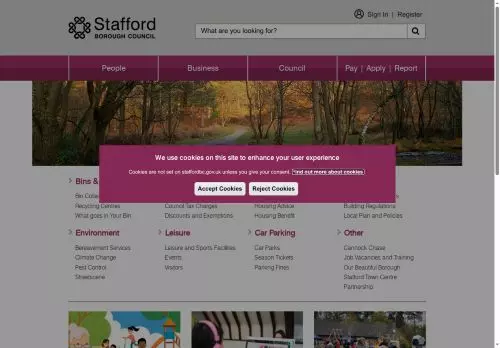 Stafford
BOROUGH COUNCIL
Sign In | Register
What are you looking for?
People
Business
Council
Pay | Apply | Report
We use cookies on this site to enhance your user experience
Cookies are not set on staffordbc.gov.uk unless you give your consent. Find out more about cookies.
Accept Cookies
Reject Cookies
Bins &
Recycling Centres
What goes in Your Bin
Council Tax Changes
Discounts and Exemptions
Housing Advice
Housing Benefit
Building Regulations
Local Plan and Policies
Environment
Bereavement Services
Climate Change
Pest Control
Streetscene
Leisure
Leisure and Sports Facilities
Events
Visitors
Car Parking
Car Parks
Season Tickets
Parking Fines
Other
Cannock Chase
Job Vacancies and Training
Our Beautiful Borough
Stafford Town Centre
Partnership